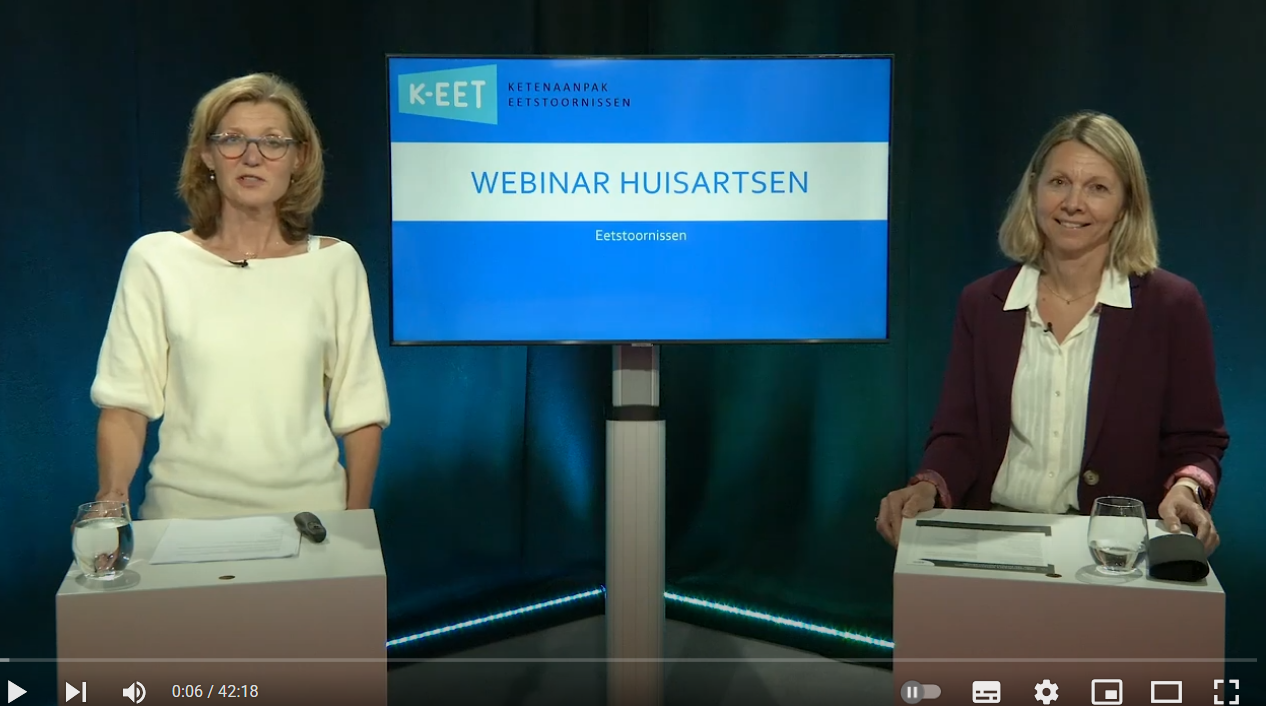 K-EET
KETENAANPAK
EETSTOORNISSEN
WEBINAR HUISARTSEN
Eetstoornissen
0:06 / 42:18